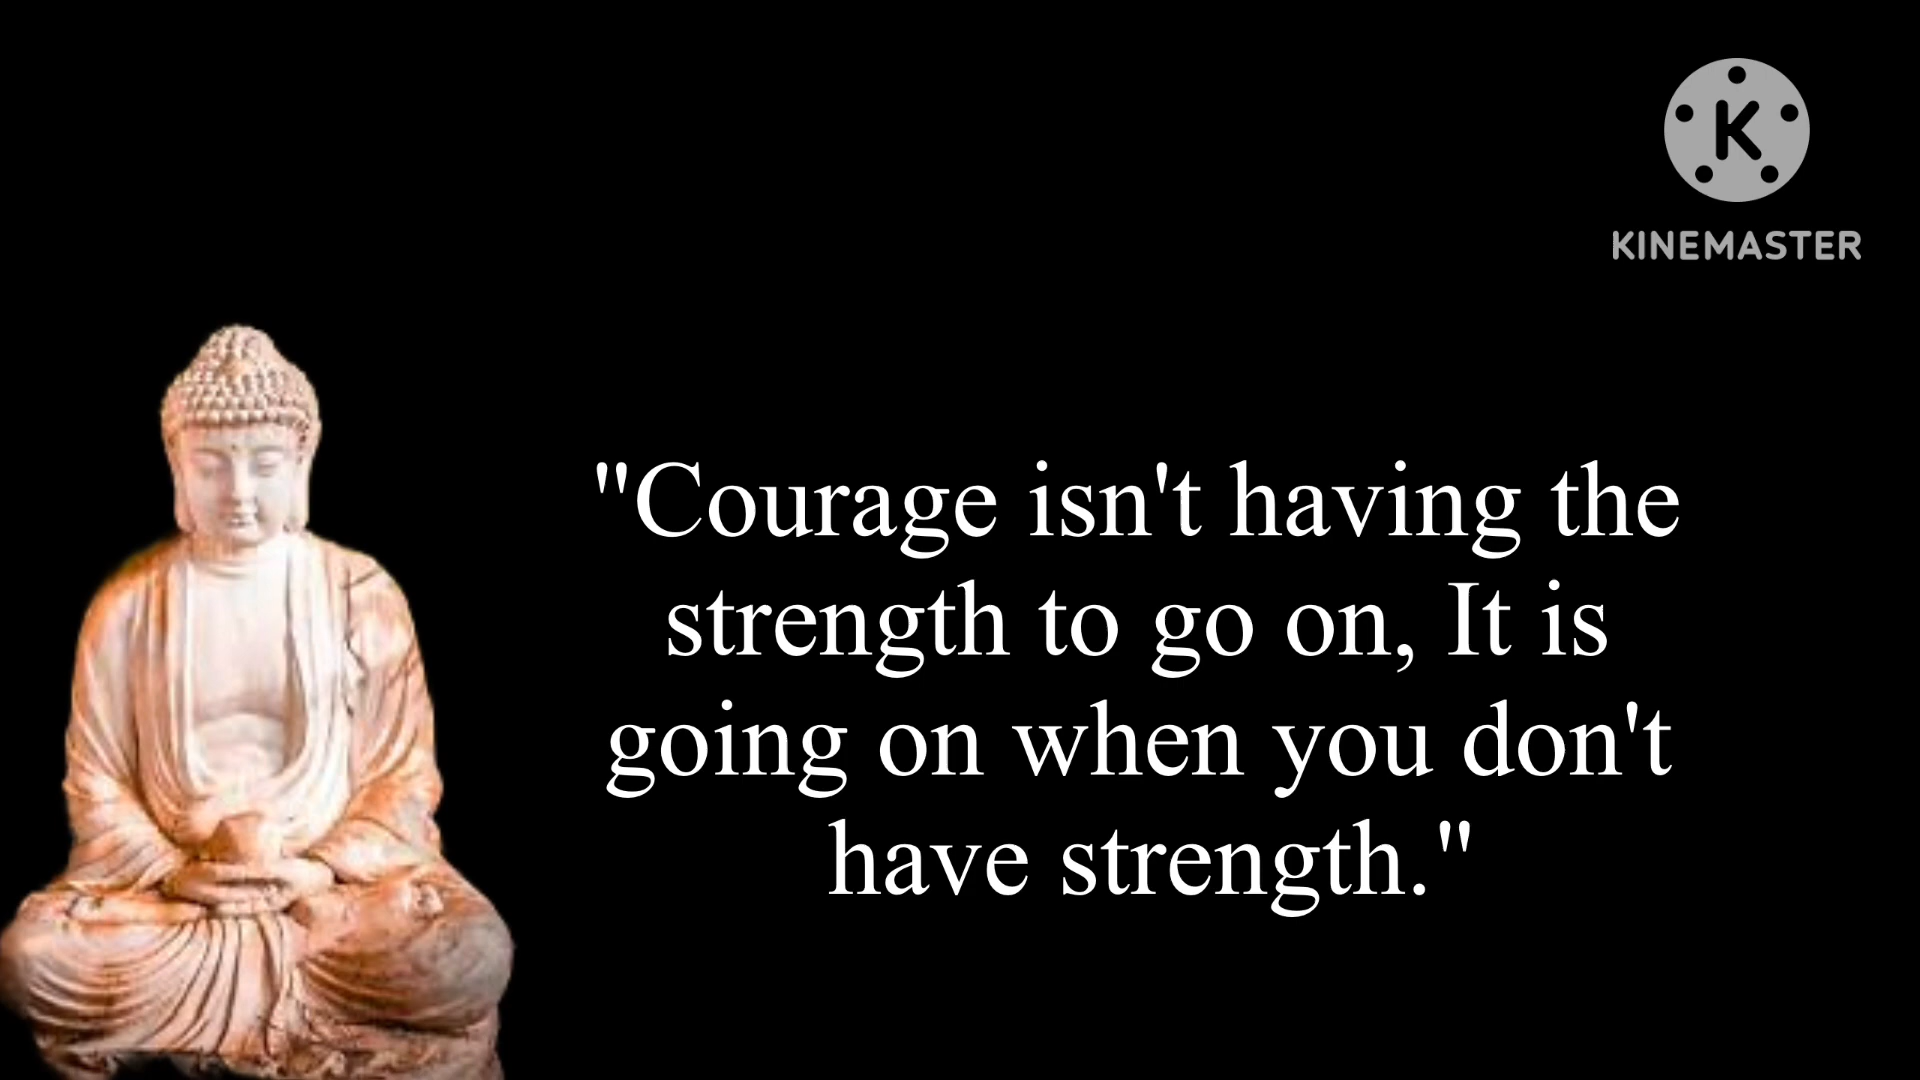 K
KINEMASTER
"Courage isn't having the
strength to go on, It is
going on when you don't
have strength."